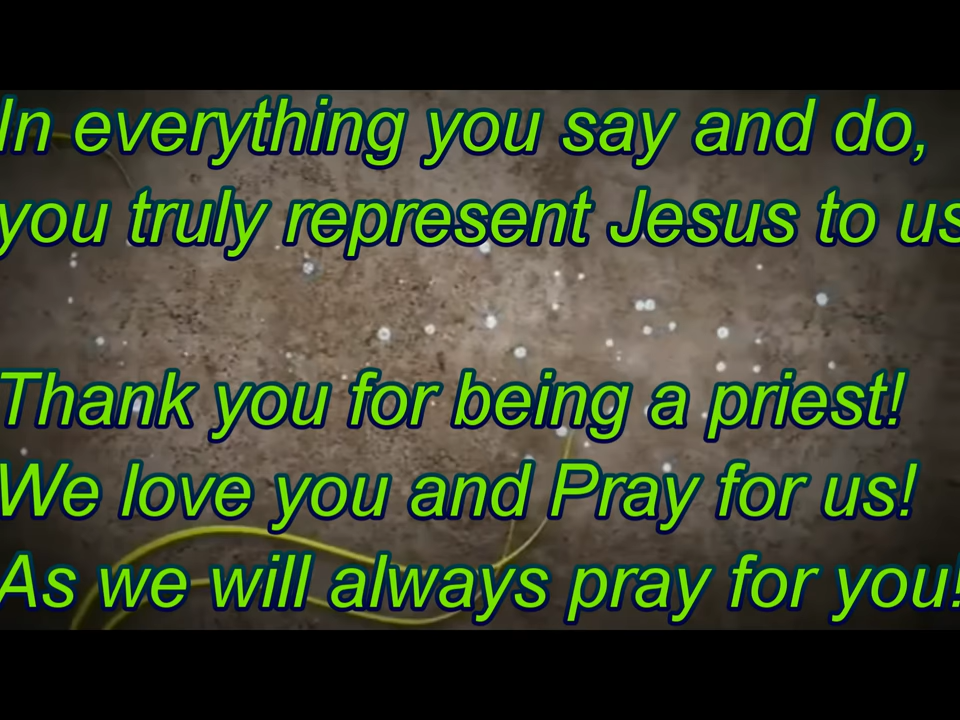 In everything you say and do,
you truly represent Jesus to us
Thank you for being a priest!
We love you and Pray for us!
As we will always pray for you!